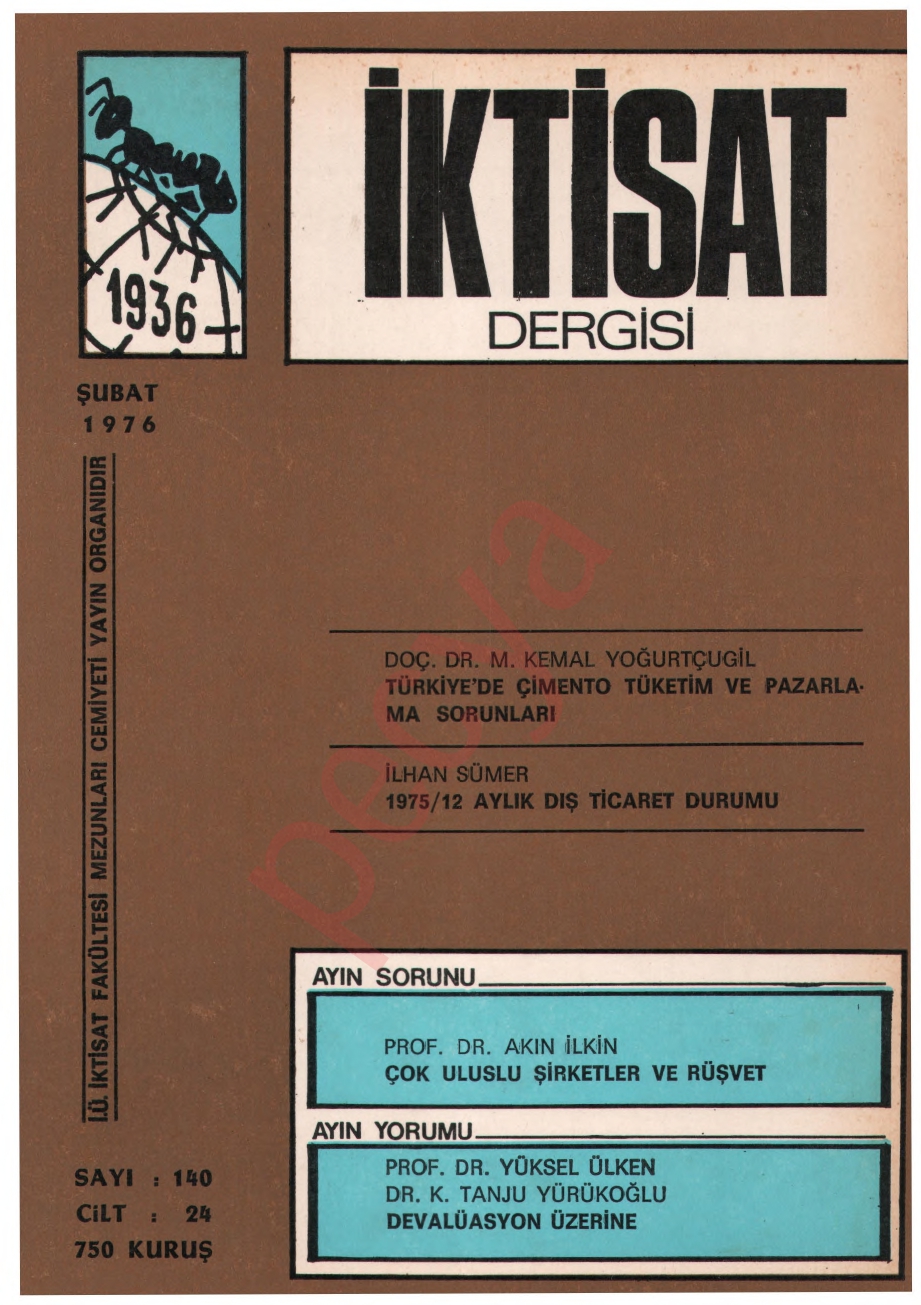 1936
İKTİSAT
DERGİSİ
ŞUBAT
1976
İ.Ü. İKTİSAT FAKÜLTESİ MEZUNLARI CEMİYETİ YAYIN ORGANIDIR
DOÇ. DR. M. KEMAL YOĞURTÇUGİL
TÜRKİYE'DE ÇİMENTO TÜKETİM VE PAZARLA-
MA SORUNLARI
İLHAN SÜMER
1975/12 AYLIK DIŞ TİCARET DURUMU
AYIN SORUNU
PROF. DR. AKIN İLKİN
ÇOK ULUSLU ŞİRKETLER VE RÜŞVET
AYIN YORUMU
PROF. DR. YÜKSEL ÜLKEN
DR. K. TANJU YÜRÜKOĞLU
DEVALÜASYON ÜZERİNE
SAYI : 140
CİLT : 24
750 KURUŞ
pecya